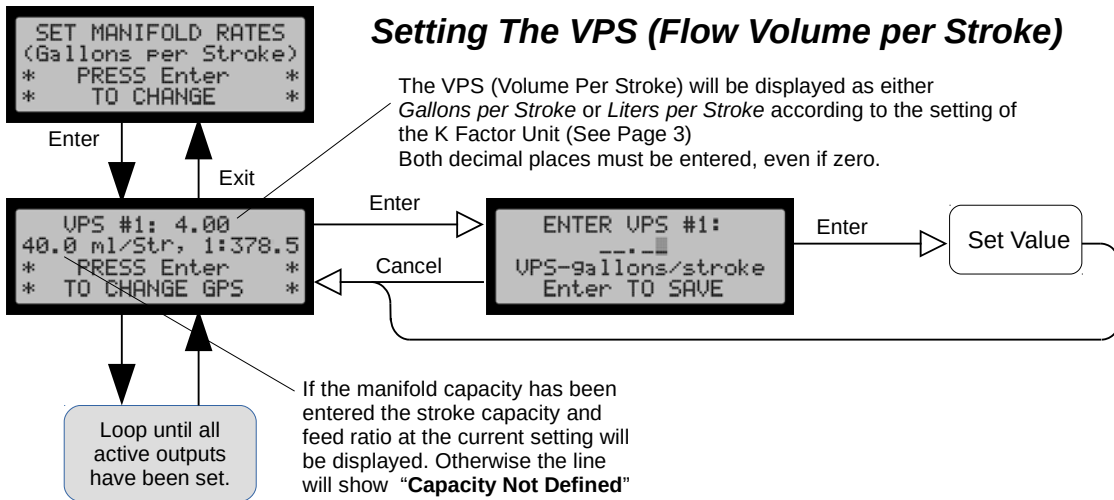 Setting The VPS (Flow Volume per Stroke)
SET MANIFOLD RATES
(Gallons per Stroke)
* PRESS Enter *
* TO CHANGE *
The VPS (Volume Per Stroke) will be displayed as either
Gallons per Stroke or Liters per Stroke according to the setting of
the K Factor Unit (See Page 3)
Both decimal places must be entered, even if zero.
Enter
Exit
VPS #1: 4.00
40.0 ml/Str, 1:378.5
* PRESS Enter *
* TO CHANGE GPS *
Enter
Cancel
ENTER VPS #1:
__._
VPS-gallons/stroke
Enter TO SAVE
Enter
Set Value
Loop until all
active outputs
have been set.
If the manifold capacity has been
entered the stroke capacity and
feed ratio at the current setting will
be displayed. Otherwise the line
will show “Capacity Not Defined”